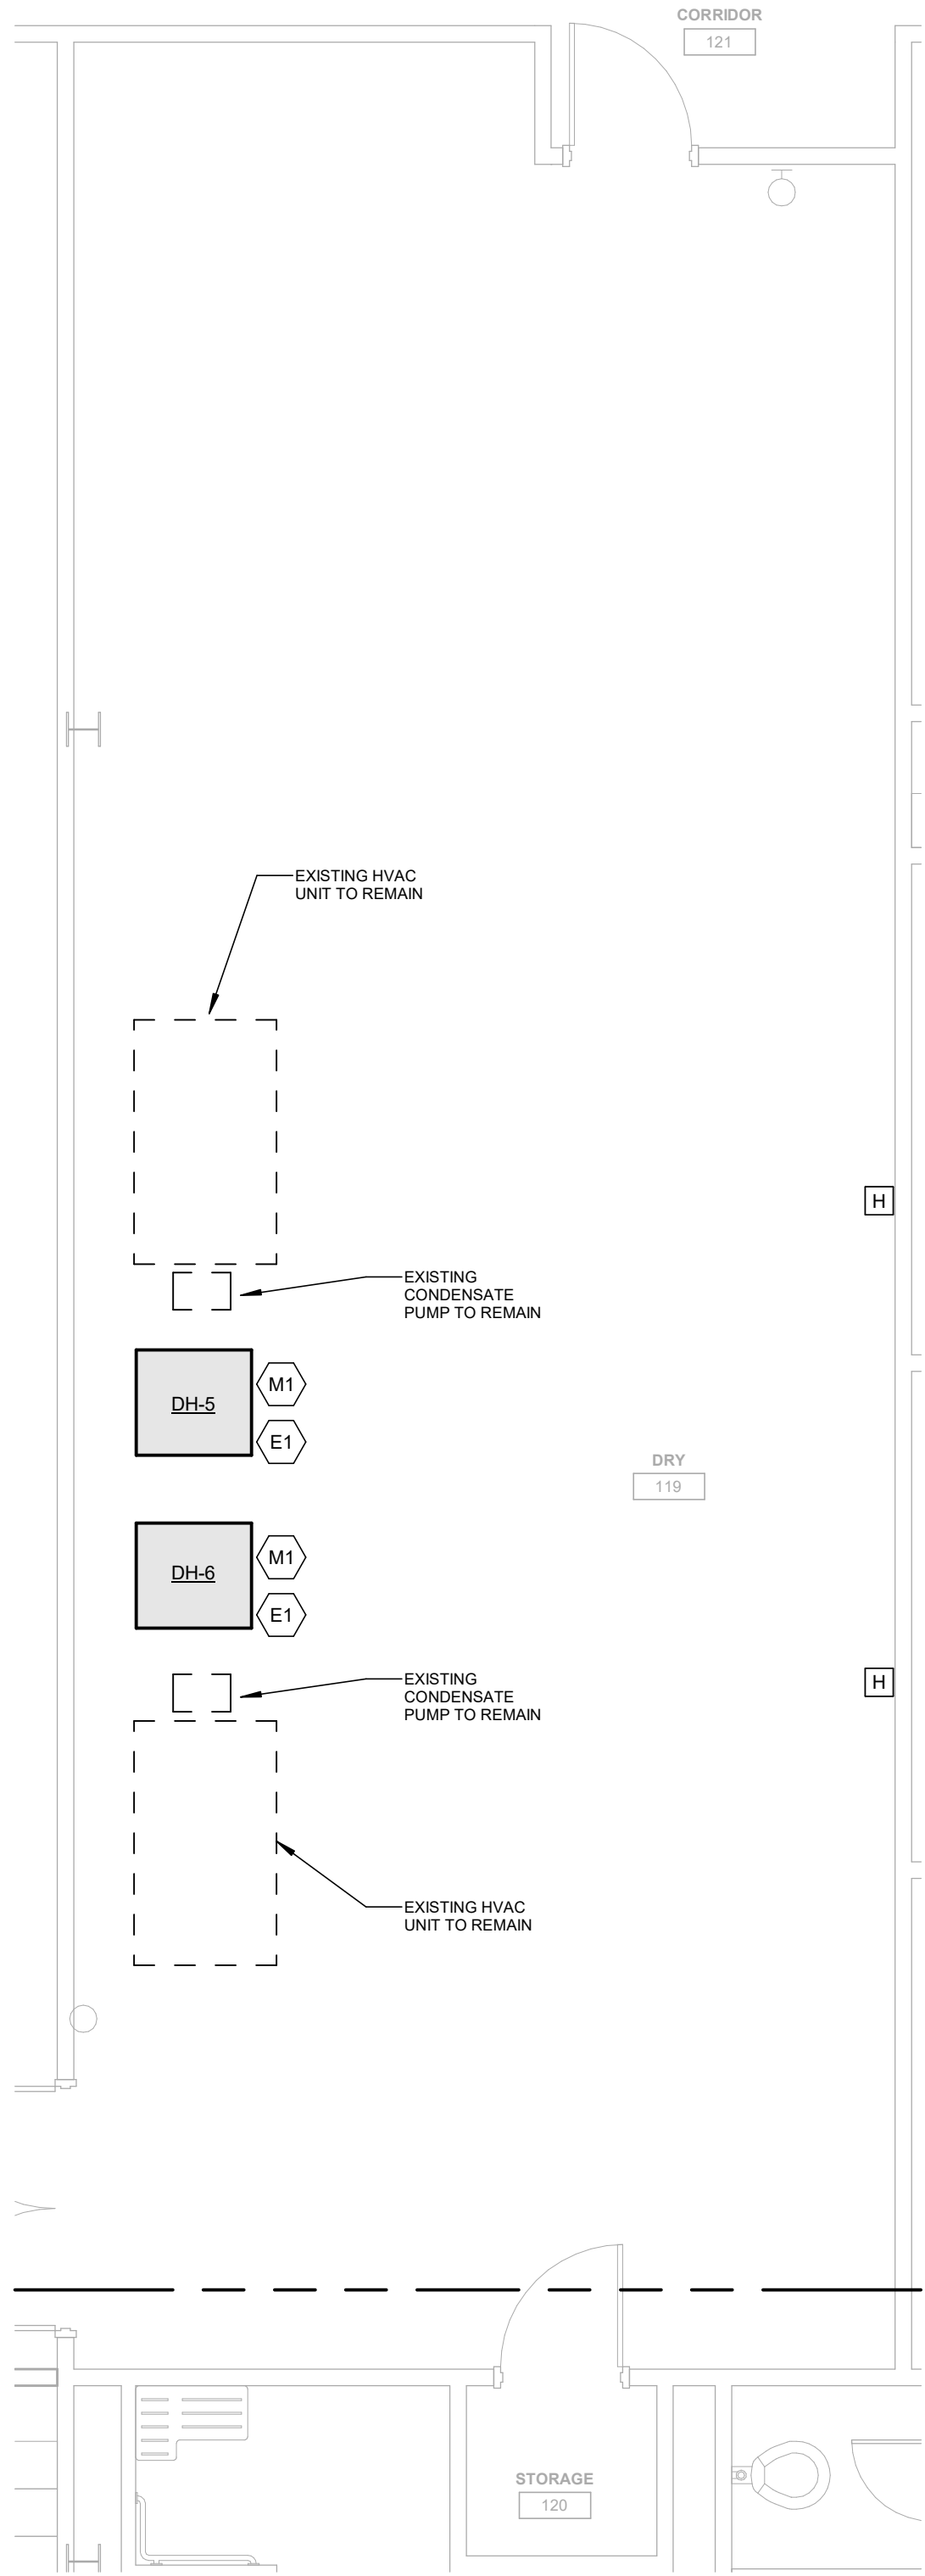 CORRIDOR
121
EXISTING HVAC
UNIT TO REMAIN
H
EXISTING
CONDENSATE
PUMP TO REMAIN
DH-5
M1
E1
DRY
119
DH-6
M1
E1
EXISTING
CONDENSATE
PUMP TO REMAIN
H
EXISTING HVAC
UNIT TO REMAIN
STORAGE
120